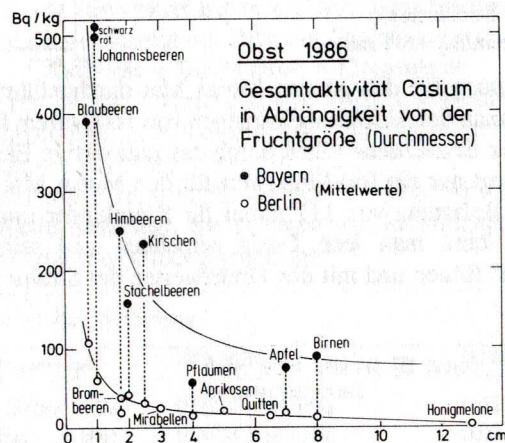 Bq / kg
500
400
300
200
100
schwarz
rot
Johannisbeeren
Obst 1986
Gesamtaktivität Cäsium
in Abhängigkeit von der
Fruchtgröße (Durchmesser)
• Bayern
(Mittelwerte)
○ Berlin
Blaubeeren
Himbeeren
Kirschen
Stachelbeeren
Pflaumen
Aprikosen
Apfel
Birnen
Quitten
Brom-
beeren
Mirabellen
Honigmelone
0 1 2 4 6 8 10 12 cm